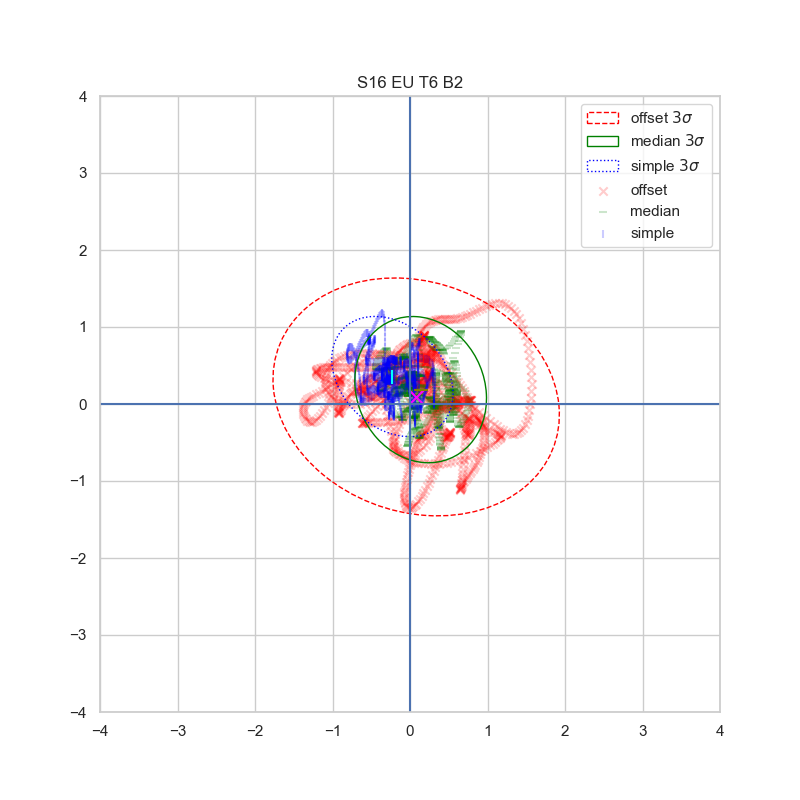 S16 EU T6 B2
offset 3σ
median 3σ
simple 3σ
offset
median
simple
4
3
2
1
0
−1
−2
−3
−4
−4 −3 −2 −1 0 1 2 3 4